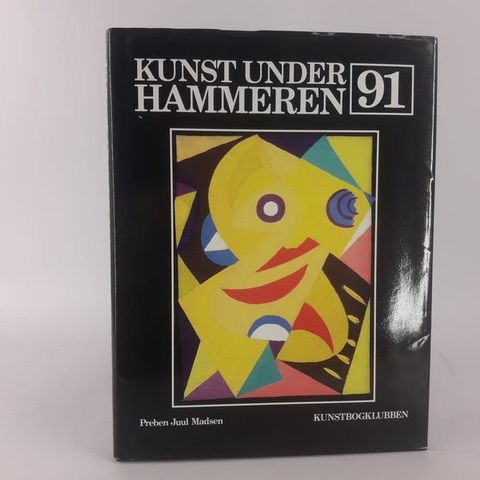 KUNST UNDER
HAMMEREN 91
Preben Juul Madsen
KUNSTBOGKLUBBEN